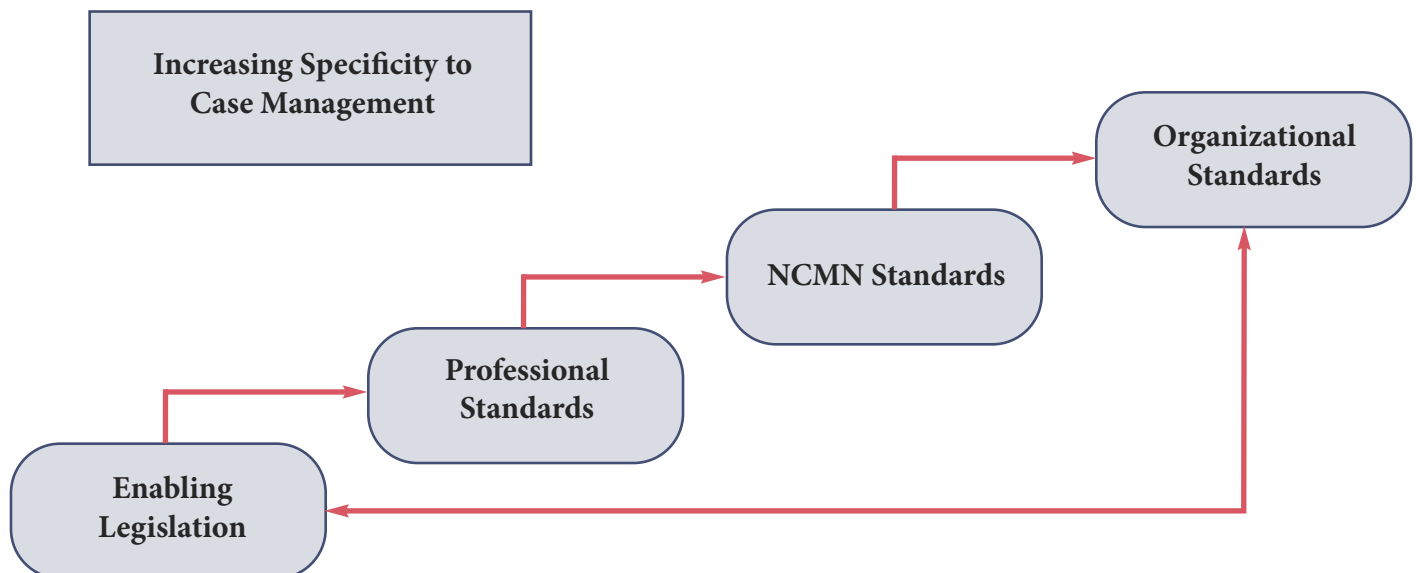 Increasing Specificity to
Case Management
Organizational
Standards
NCMN Standards
Professional
Standards
Enabling
Legislation